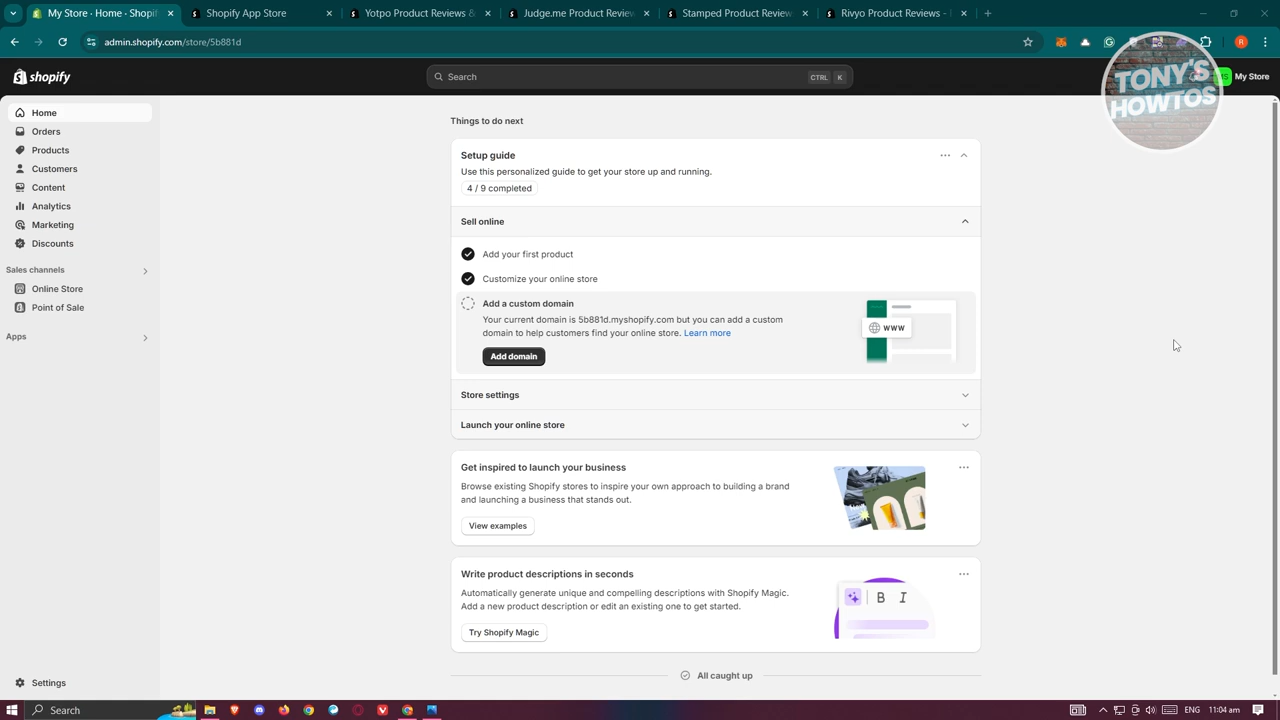 My Store · Home · Shopif
Shopify App Store
Yotpo Product Reviews &
Judge.me Product Review
Stamped Product Review
Rivyo Product Reviews -
admin.shopify.com/store/5b881d
shopify
Search
CTRL
K
My Store
TONY'S
HOWTOS
Home
Orders
Products
Customers
Content
Analytics
Marketing
Discounts
Sales channels
Online Store
Point of Sale
Apps
Settings
Things to do next
Setup guide
Use this personalized guide to get your store up and running.
4 / 9 completed
Sell online
Add your first product
Customize your online store
Add a custom domain
Your current domain is 5b881d.myshopify.com but you can add a custom
domain to help customers find your online store. Learn more
Add domain
WWW
Store settings
Launch your online store
Get inspired to launch your business
Browse existing Shopify stores to inspire your own approach to building a brand
and launching a business that stands out.
View examples
Write product descriptions in seconds
Automatically generate unique and compelling descriptions with Shopify Magic.
Add a new product description or edit an existing one to get started.
Try Shopify Magic
B I
All caught up
Search
ENG
11:04 am